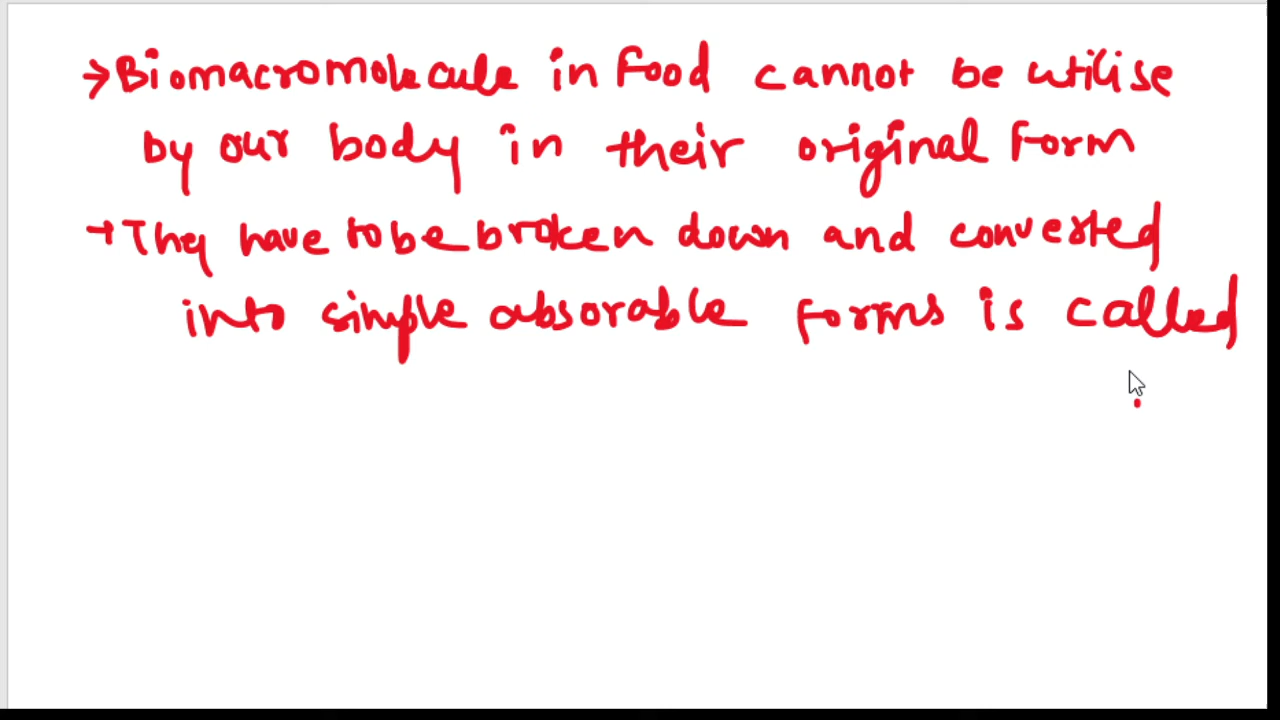 → Biomacromolecule in Food cannot be utilise
by our body in their original Form
→ They have to be broken down and converted
into simple absorable forms is called